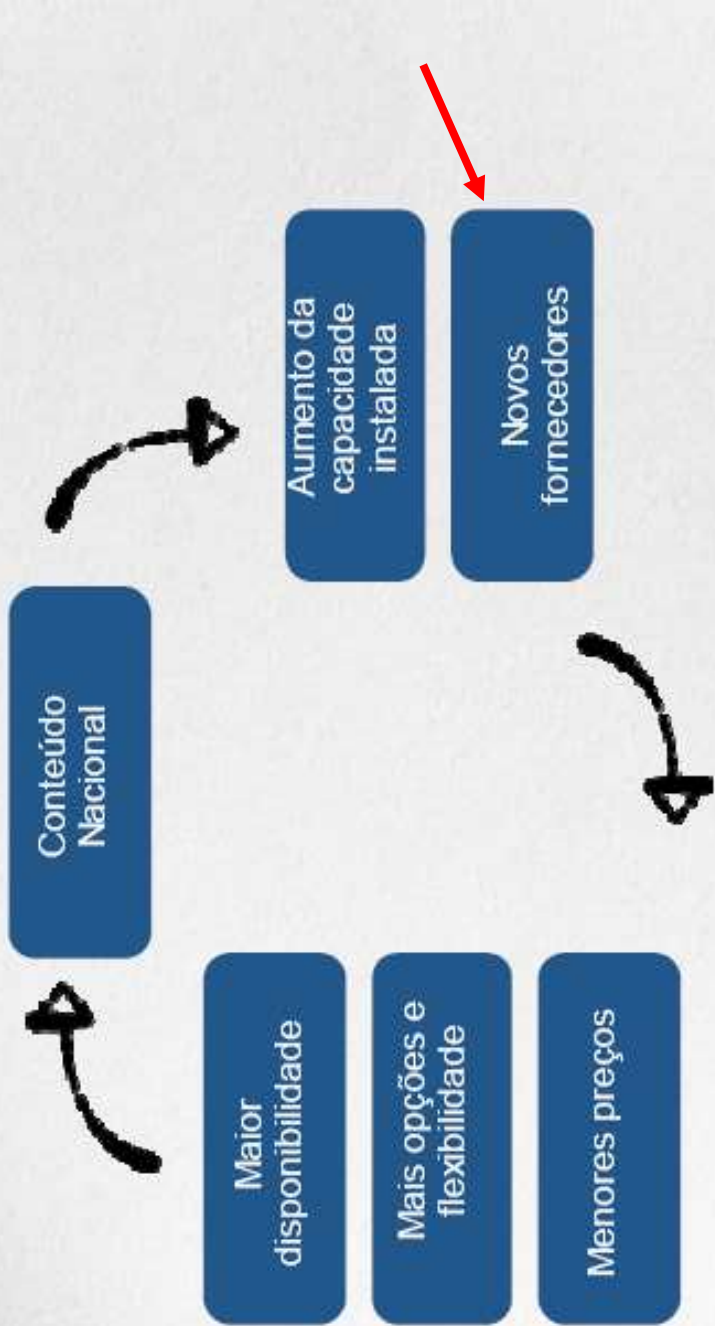 Conteúdo
Nacional
Aumento da
capacidade
instalada
Novos
fornecedores
Maior
disponibilidade
Mais opções e
flexibilidade
Menores preços